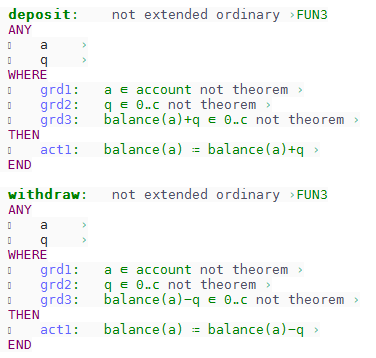 deposit: not extended ordinary ›FUN3
ANY
▯ a ›
▯ q ›
WHERE
▯ grd1: a ∈ account not theorem ›
▯ grd2: q ∈ 0‥c not theorem ›
▯ grd3: balance(a)+q ∈ 0‥c not theorem ›
THEN
▯ act1: balance(a) ≔ balance(a)+q ›
END
withdraw: not extended ordinary ›FUN3
ANY
▯ a ›
▯ q ›
WHERE
▯ grd1: a ∈ account not theorem ›
▯ grd2: q ∈ 0‥c not theorem ›
▯ grd3: balance(a)−q ∈ 0‥c not theorem ›
THEN
▯ act1: balance(a) ≔ balance(a)−q ›
END